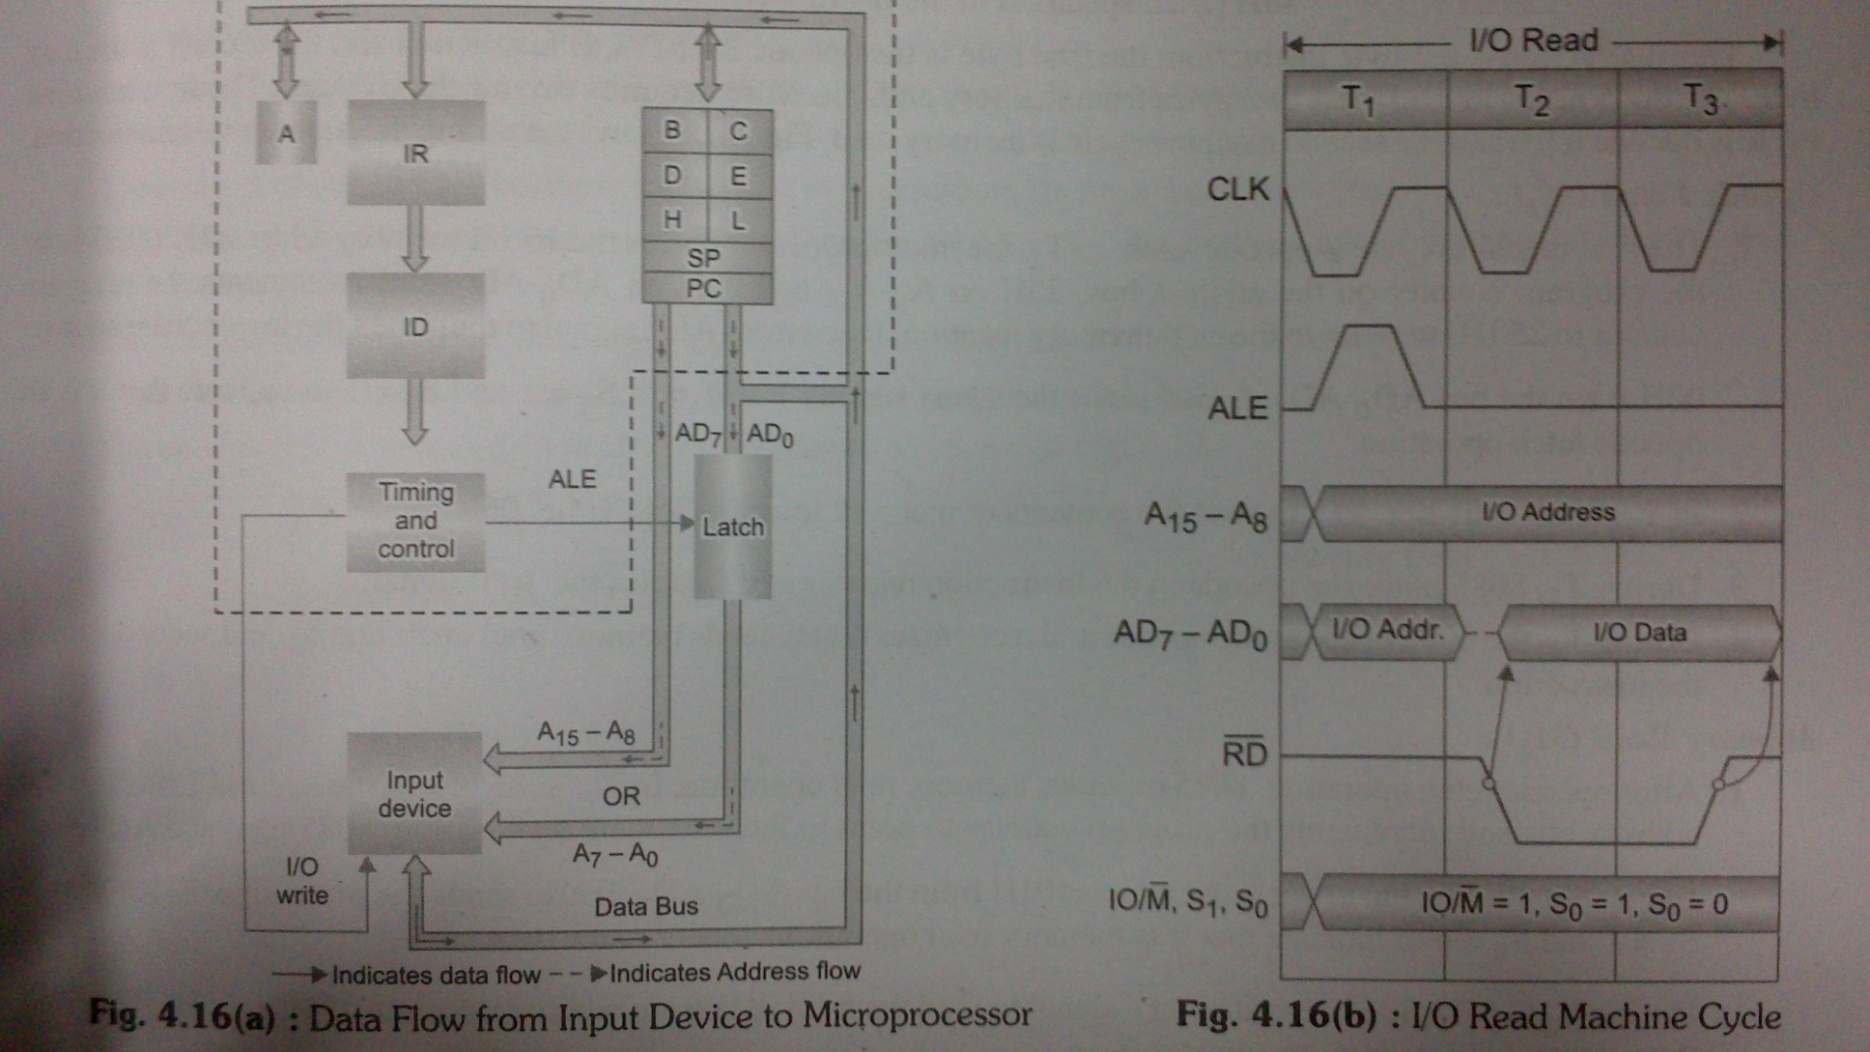 A
IR
B C
D E
H L
SP
PC
ID
AD₇ AD₀
Timing
and
control
ALE
Latch
A₁₅ – A₈
Input
device
OR
A₇ – A₀
I/O
write
Data Bus
Indicates data flow Indicates Address flow
Fig. 4.16(a) : Data Flow from Input Device to Microprocessor
I/O Read
T₁ T₂ T₃
CLK
ALE
A₁₅ – A₈ I/O Address
AD₇ – AD₀ I/O Addr. I/O Data
R̅D̅
IO/M̅, S₁, S₀ IO/M̅ = 1, S₀ = 1, S₀ = 0
Fig. 4.16(b) : I/O Read Machine Cycle